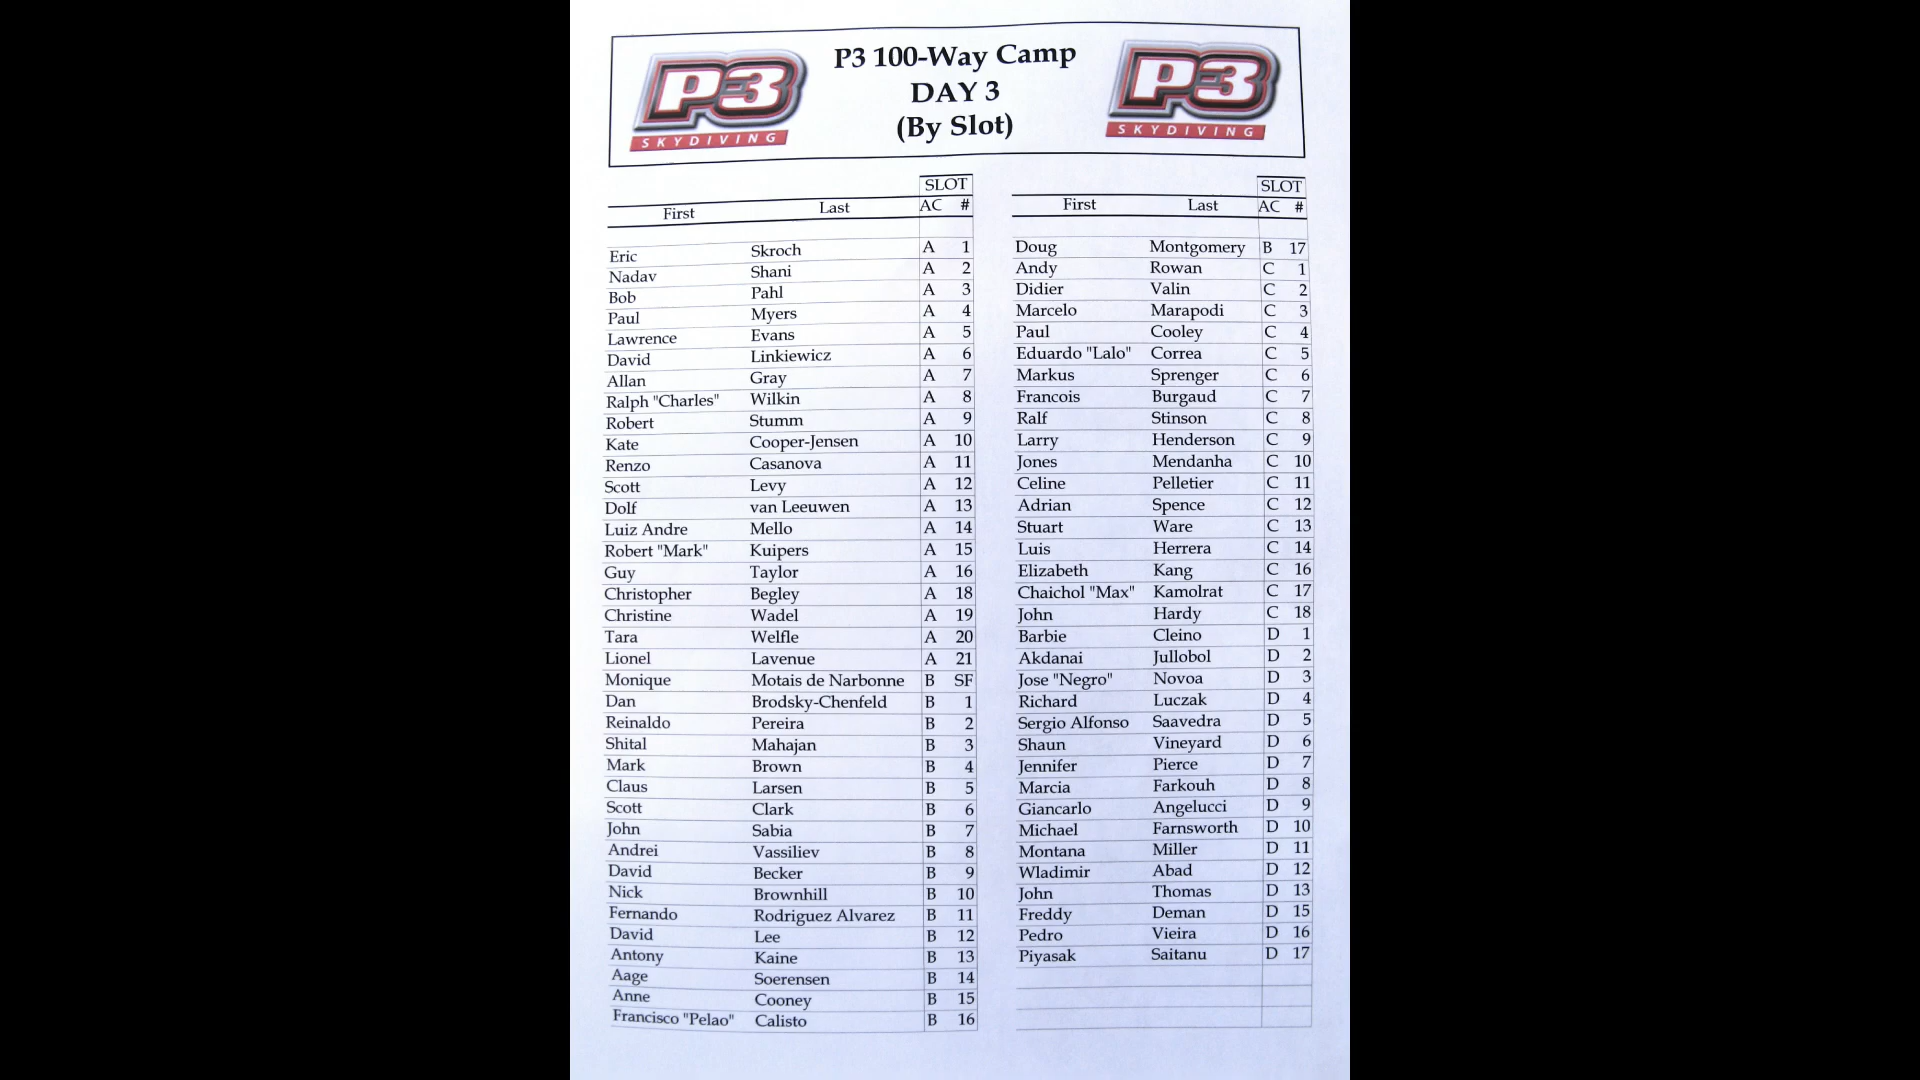 P3 SKYDIVING
P3 100-Way Camp
DAY 3
(By Slot)
P3 SKYDIVING
SLOT
First Last AC #
Eric Skroch A 1
Nadav Shani A 2
Bob Pahl A 3
Paul Myers A 4
Lawrence Evans A 5
David Linkiewicz A 6
Allan Gray A 7
Ralph "Charles" Wilkin A 8
Robert Stumm A 9
Kate Cooper-Jensen A 10
Renzo Casanova A 11
Scott Levy A 12
Dolf van Leeuwen A 13
Luiz Andre Mello A 14
Robert "Mark" Kuipers A 15
Guy Taylor A 16
Christopher Begley A 18
Christine Wadel A 19
Tara Welfle A 20
Lionel Lavenue A 21
Monique Motais de Narbonne B SF
Dan Brodsky-Chenfeld B 1
Reinaldo Pereira B 2
Shital Mahajan B 3
Mark Brown B 4
Claus Larsen B 5
Scott Clark B 6
John Sabia B 7
Andrei Vassiliev B 8
David Becker B 9
Nick Brownhill B 10
Fernando Rodriguez Alvarez B 11
David Lee B 12
Antony Kaine B 13
Aage Soerensen B 14
Anne Cooney B 15
Francisco "Pelao" Calisto B 16
SLOT
First Last AC #
Doug Montgomery B 17
Andy Rowan C 1
Didier Valin C 2
Marcelo Marapodi C 3
Paul Cooley C 4
Eduardo "Lalo" Correa C 5
Markus Sprenger C 6
Francois Burgaud C 7
Ralf Stinson C 8
Larry Henderson C 9
Jones Mendanha C 10
Celine Pelletier C 11
Adrian Spence C 12
Stuart Ware C 13
Luis Herrera C 14
Elizabeth Kang C 16
Chaichol "Max" Kamolrat C 17
John Hardy C 18
Barbie Cleino D 1
Akdanai Jullobol D 2
Jose "Negro" Novoa D 3
Richard Luczak D 4
Sergio Alfonso Saavedra D 5
Shaun Vineyard D 6
Jennifer Pierce D 7
Marcia Farkouh D 8
Giancarlo Angelucci D 9
Michael Farnsworth D 10
Montana Miller D 11
Wladimir Abad D 12
John Thomas D 13
Freddy Deman D 15
Pedro Vieira D 16
Piyasak Saitanu D 17